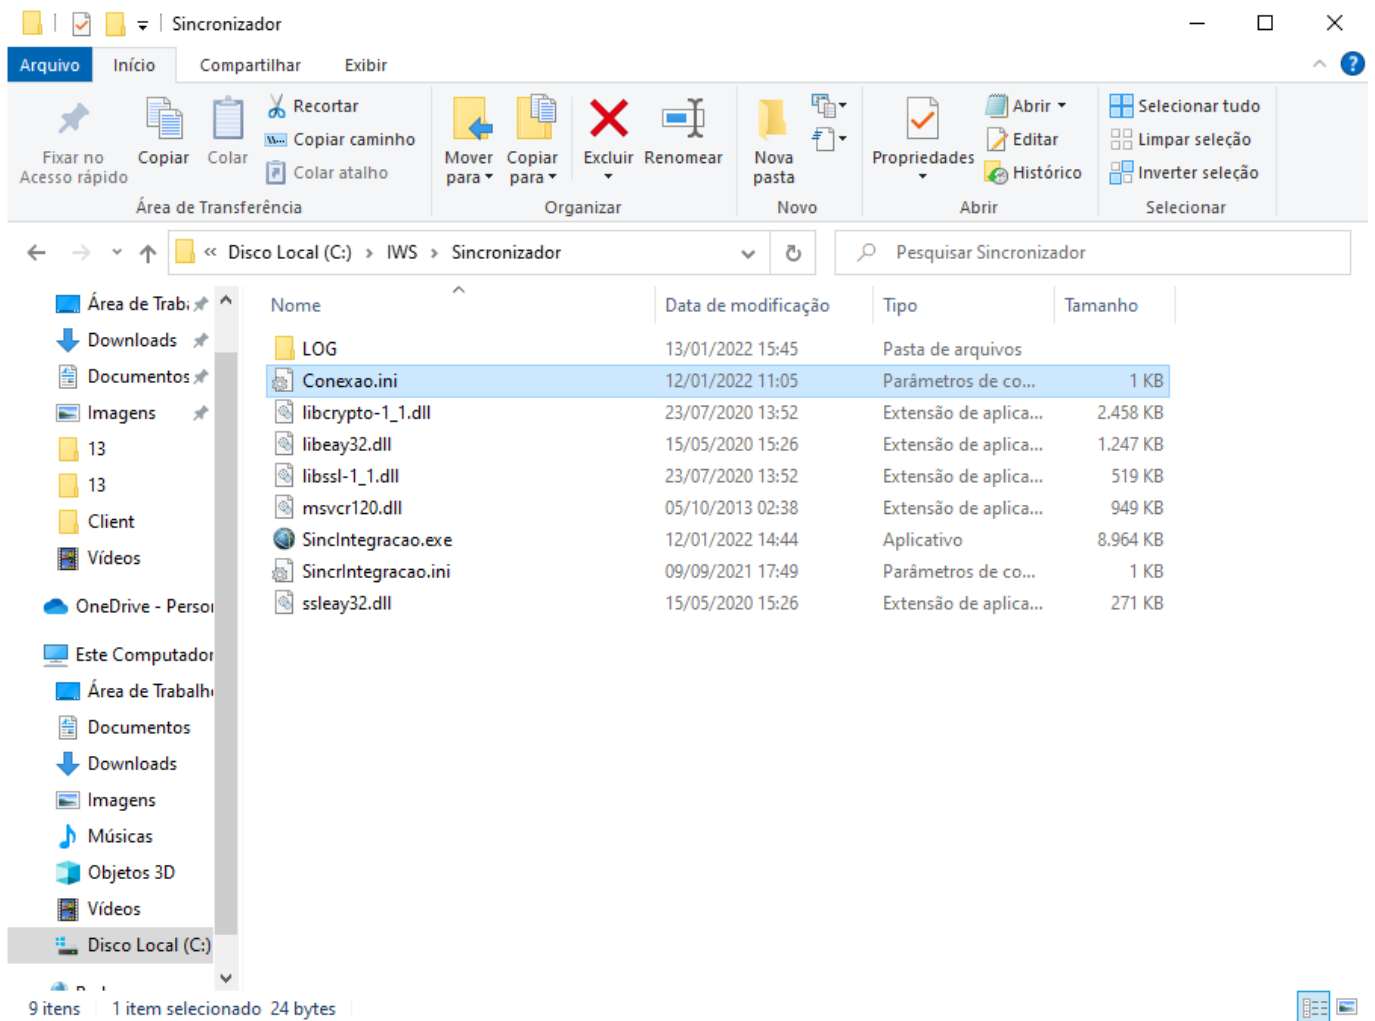 Sincronizador
Arquivo Início Compartilhar Exibir
Fixar no Acesso rápido
Copiar
Colar
Recortar
Copiar caminho
Colar atalho
Área de Transferência
Mover para
Copiar para
Excluir
Renomear
Organizar
Nova pasta
Novo
Propriedades
Abrir
Editar
Histórico
Abrir
Selecionar tudo
Limpar seleção
Inverter seleção
Selecionar
« Disco Local (C:) › IWS › Sincronizador
Pesquisar Sincronizador
Área de Traba
Downloads
Documentos
Imagens
13
13
Client
Vídeos
OneDrive - Person
Este Computador
Área de Trabalho
Documentos
Downloads
Imagens
Músicas
Objetos 3D
Vídeos
Disco Local (C:)
Nome Data de modificação Tipo Tamanho
LOG 13/01/2022 15:45 Pasta de arquivos
Conexao.ini 12/01/2022 11:05 Parâmetros de co... 1 KB
libcrypto-1_1.dll 23/07/2020 13:52 Extensão de aplica... 2.458 KB
libeay32.dll 15/05/2020 15:26 Extensão de aplica... 1.247 KB
libssl-1_1.dll 23/07/2020 13:52 Extensão de aplica... 519 KB
msvcr120.dll 05/10/2013 02:38 Extensão de aplica... 949 KB
SincIntegracao.exe 12/01/2022 14:44 Aplicativo 8.964 KB
SincrIntegracao.ini 09/09/2021 17:49 Parâmetros de co... 1 KB
ssleay32.dll 15/05/2020 15:26 Extensão de aplica... 271 KB
9 itens 1 item selecionado 24 bytes